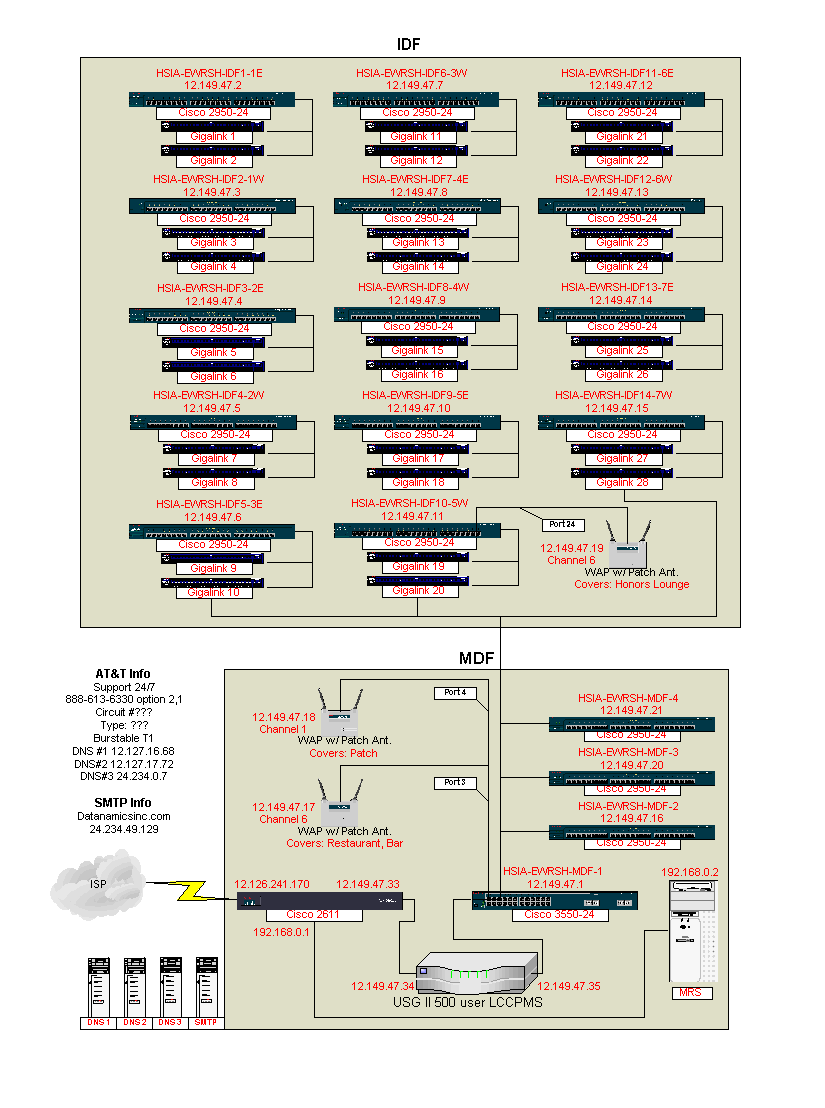 IDF
HSIA-EWRSH-IDF1-1E
12.149.47.2
Cisco 2950-24
Gigalink 1
Gigalink 2
HSIA-EWRSH-IDF6-3W
12.149.47.7
Cisco 2950-24
Gigalink 11
Gigalink 12
HSIA-EWRSH-IDF11-6E
12.149.47.12
Cisco 2950-24
Gigalink 21
Gigalink 22
HSIA-EWRSH-IDF2-1W
12.149.47.3
Cisco 2950-24
Gigalink 3
Gigalink 4
HSIA-EWRSH-IDF7-4E
12.149.47.8
Cisco 2950-24
Gigalink 13
Gigalink 14
HSIA-EWRSH-IDF12-6W
12.149.47.13
Cisco 2950-24
Gigalink 23
Gigalink 24
HSIA-EWRSH-IDF3-2E
12.149.47.4
Cisco 2950-24
Gigalink 5
Gigalink 6
HSIA-EWRSH-IDF8-4W
12.149.47.9
Cisco 2950-24
Gigalink 15
Gigalink 16
HSIA-EWRSH-IDF13-7E
12.149.47.14
Cisco 2950-24
Gigalink 25
Gigalink 26
HSIA-EWRSH-IDF4-2W
12.149.47.5
Cisco 2950-24
Gigalink 7
Gigalink 8
HSIA-EWRSH-IDF9-5E
12.149.47.10
Cisco 2950-24
Gigalink 17
Gigalink 18
HSIA-EWRSH-IDF14-7W
12.149.47.15
Cisco 2950-24
Gigalink 27
Gigalink 28
HSIA-EWRSH-IDF5-3E
12.149.47.6
Cisco 2950-24
Gigalink 9
Gigalink 10
HSIA-EWRSH-IDF10-5W
12.149.47.11
Cisco 2950-24
Gigalink 19
Gigalink 20
Port 24
12.149.47.19
Channel 6
WAP w/ Patch Ant.
Covers: Honors Lounge
MDF
AT&T Info
Support 24/7
888-613-6330 option 2,1
Circuit #???
Type: ???
Burstable T1
DNS #1 12.127.16.68
DNS#2 12.127.17.72
DNS#3 24.234.0.7
SMTP Info
Datanamicsinc.com
24.234.49.129
Port 4
12.149.47.18
Channel 1
WAP w/ Patch Ant.
Covers: Patch
Port 3
12.149.47.17
Channel 6
WAP w/ Patch Ant.
Covers: Restaurant, Bar
HSIA-EWRSH-MDF-4
12.149.47.21
Cisco 2950-24
HSIA-EWRSH-MDF-3
12.149.47.20
Cisco 2950-24
HSIA-EWRSH-MDF-2
12.149.47.16
Cisco 2950-24
ISP
12.126.241.170
12.149.47.33
Cisco 2611
192.168.0.1
HSIA-EWRSH-MDF-1
12.149.47.1
Cisco 3550-24
192.168.0.2
MRS
12.149.47.34
12.149.47.35
USG II 500 user LCCPMS
DNS 1
DNS 2
DNS 3
SMTP